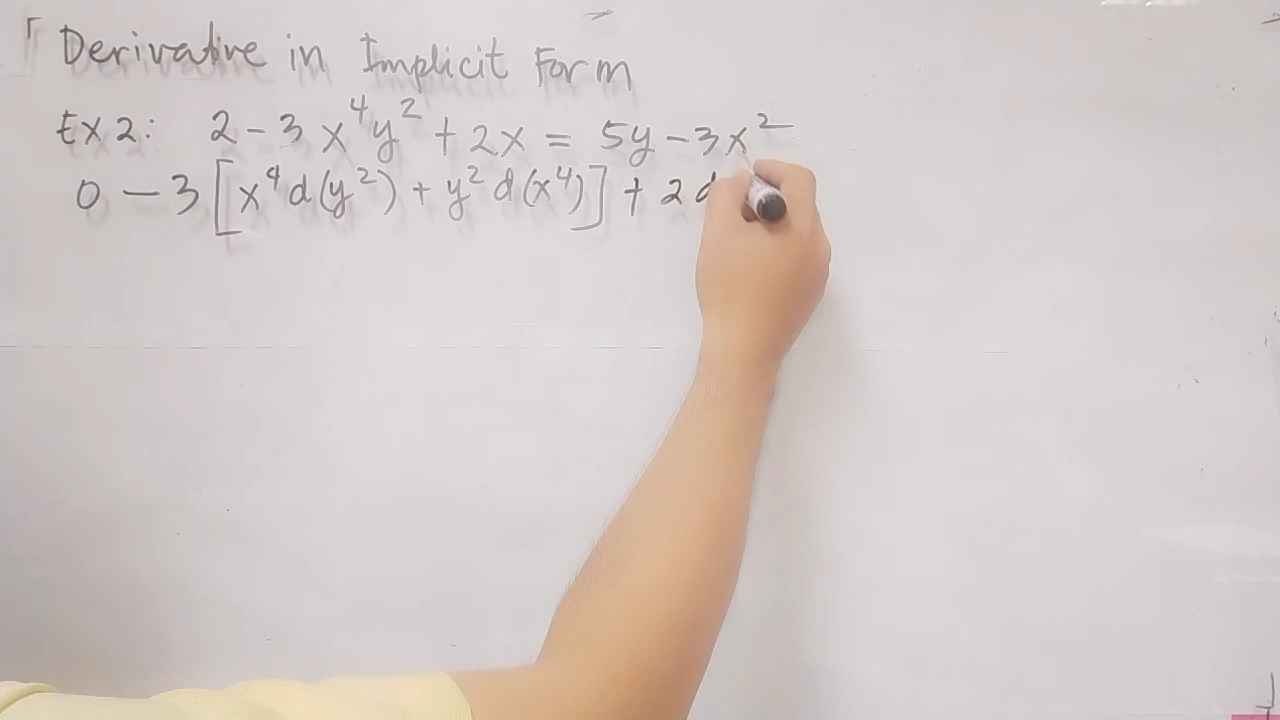 Derivative in Implicit Form
Ex 2: 2 - 3x⁴y² + 2x = 5y - 3x²
0 - 3[x⁴d(y²) + y²d(x⁴)] + 2d